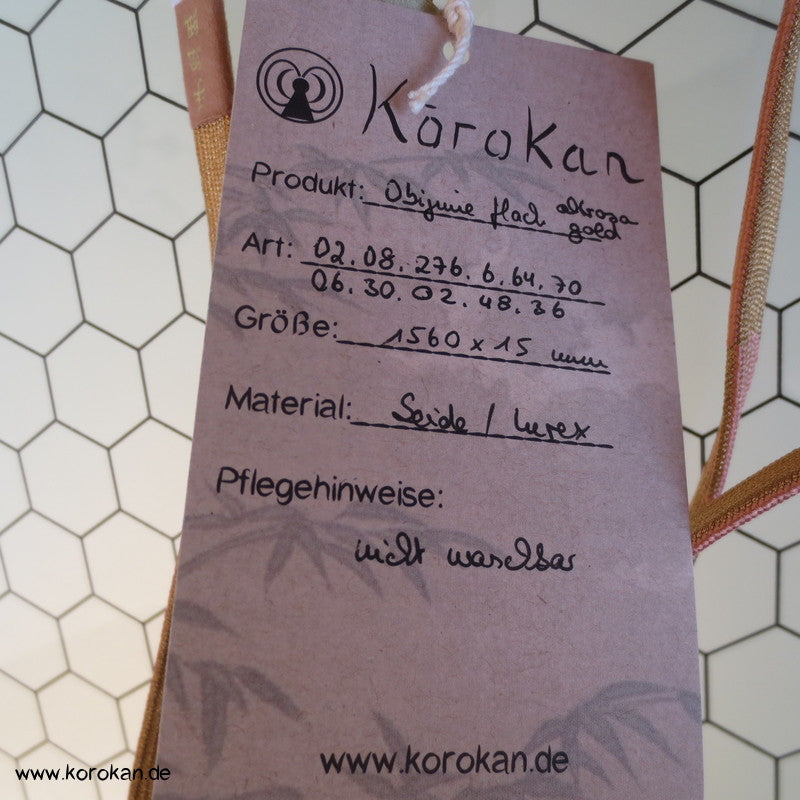 Kōrokan
Produkt: Obijime flach altrosa
gold
Art: 02.08.276.6.64.70
06.30.02.48.36
Größe: 1560 x 15 mm
Material: Seide / Lurex
Pflegehinweise:
nicht waschbar
www.korokan.de
www.korokan.de